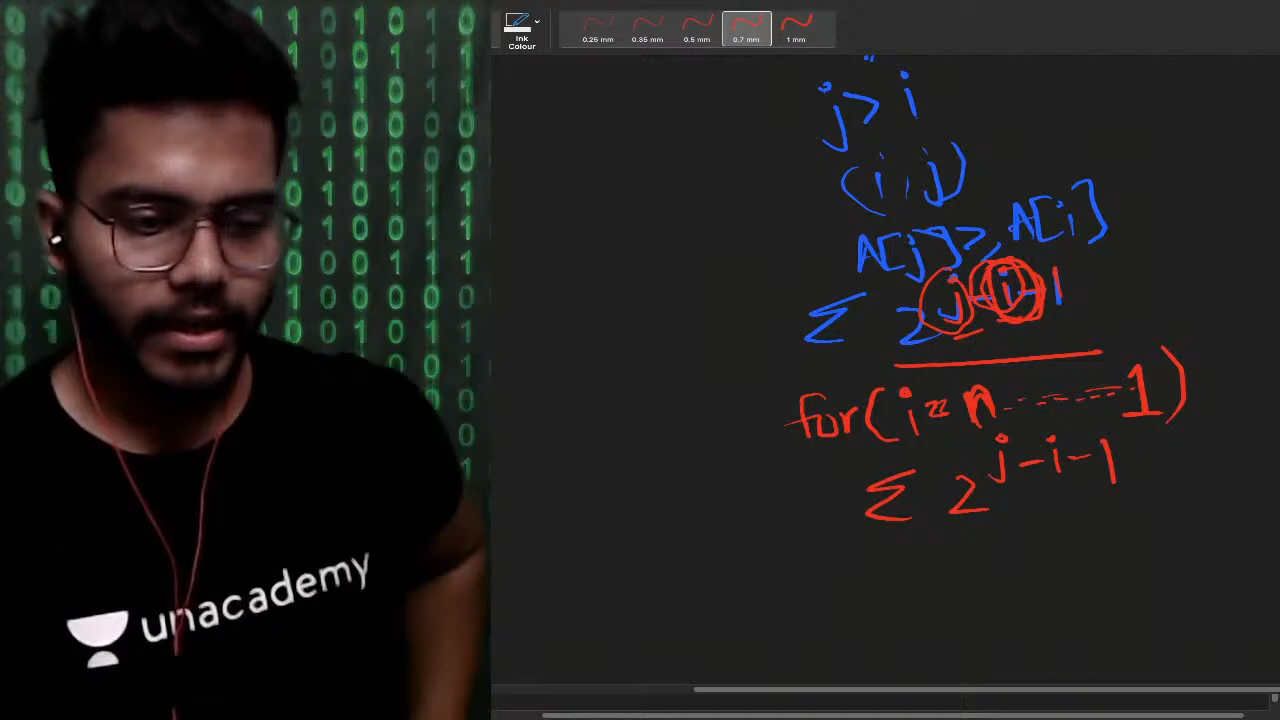 Ink
Colour
0.25 mm
0.35 mm
0.5 mm
0.7 mm
1 mm
j > i
(i, j)
A[j] ≥ A[i]
Σ 2^{j-i-1}
for(i=n------1)
Σ 2^{j-i-1}
unacademy